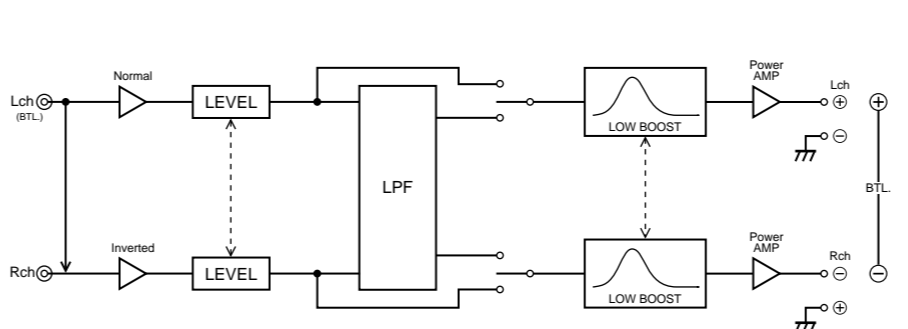 Normal
Power
AMP
Lch
Lch
(BTL.)
LEVEL
⊕
⊕
LOW BOOST
⊖
LPF
BTL.
Inverted
Power
AMP
Rch
Rch
LEVEL
⊖
⊖
LOW BOOST
⊕